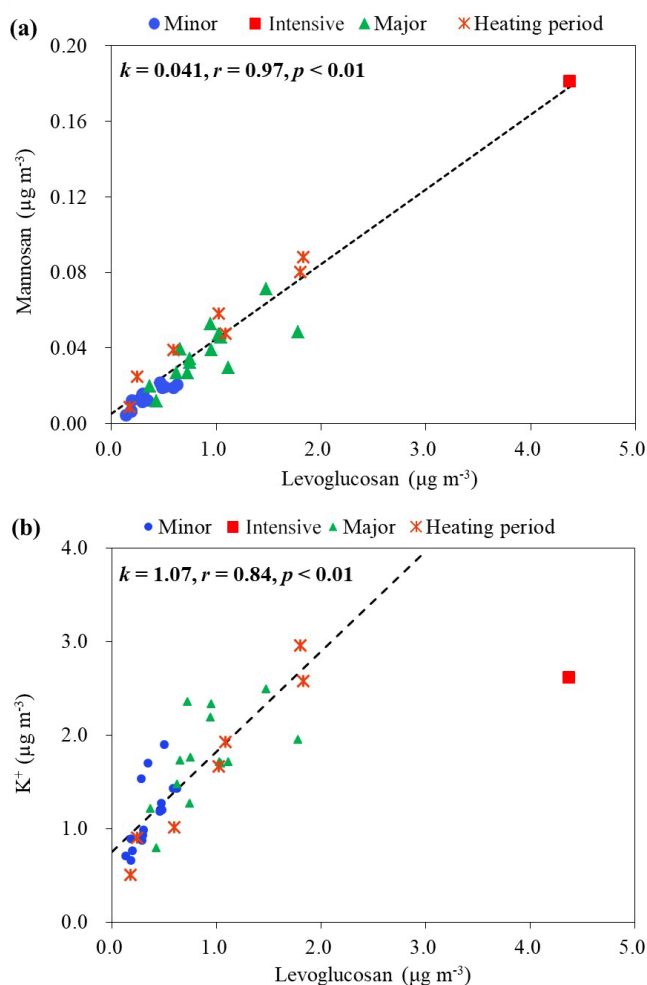 (a)
Minor Intensive Major Heating period
k = 0.041, r = 0.97, p < 0.01
0.20
0.16
0.12
0.08
0.04
0.00
Mannosan (µg m-3)
0.0 1.0 2.0 3.0 4.0 5.0
Levoglucosan (µg m-3)
(b)
Minor Intensive Major Heating period
k = 1.07, r = 0.84, p < 0.01
4.0
3.0
2.0
1.0
0.0
K+ (µg m-3)
0.0 1.0 2.0 3.0 4.0 5.0
Levoglucosan (µg m-3)